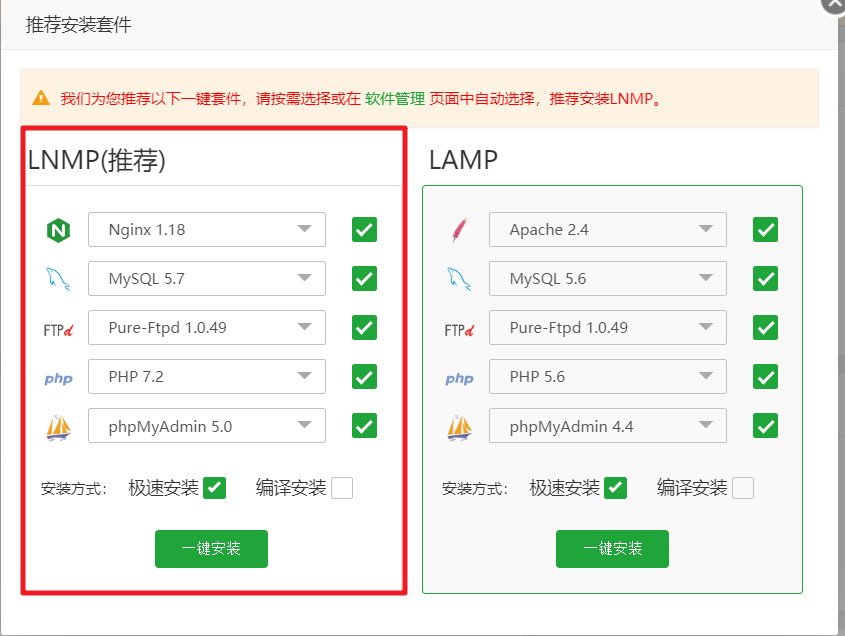 推荐安装套件
我们为您推荐以下一键套件，请按需选择或在 软件管理 页面中自动选择，推荐安装LNMP。
LNMP(推荐)
Nginx 1.18
MySQL 5.7
FTPd Pure-Ftpd 1.0.49
php PHP 7.2
phpMyAdmin 5.0
安装方式： 极速安装 编译安装
一键安装
LAMP
Apache 2.4
MySQL 5.6
FTPd Pure-Ftpd 1.0.49
php PHP 5.6
phpMyAdmin 4.4
安装方式： 极速安装 编译安装
一键安装